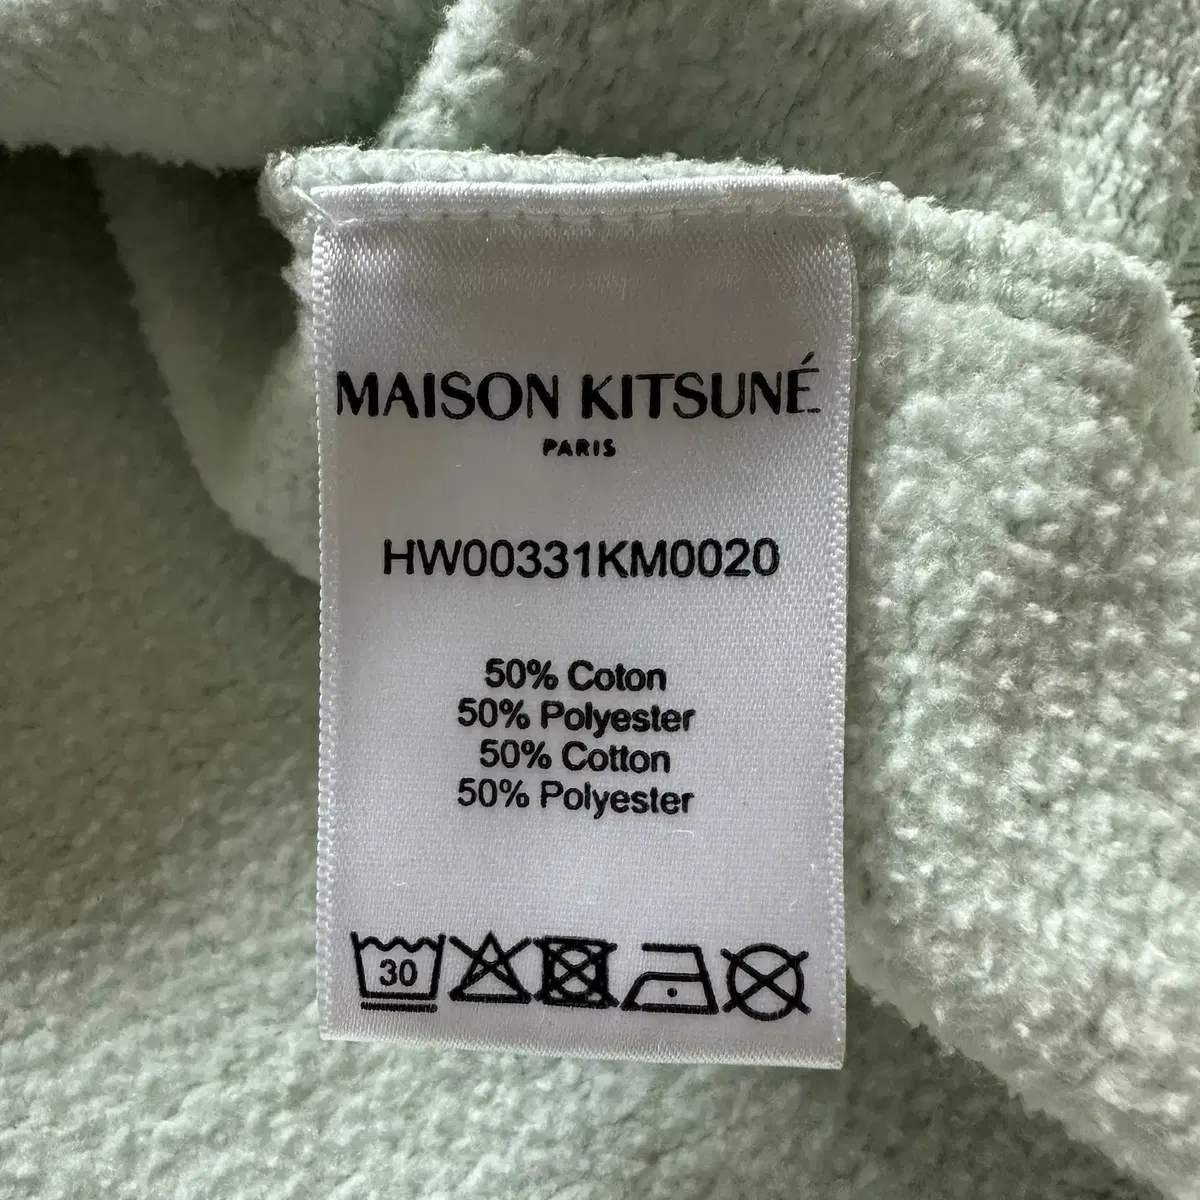 MAISON KITSUNÉ
PARIS
HW00331KM0020
50% Coton
50% Polyester
50% Cotton
50% Polyester
30